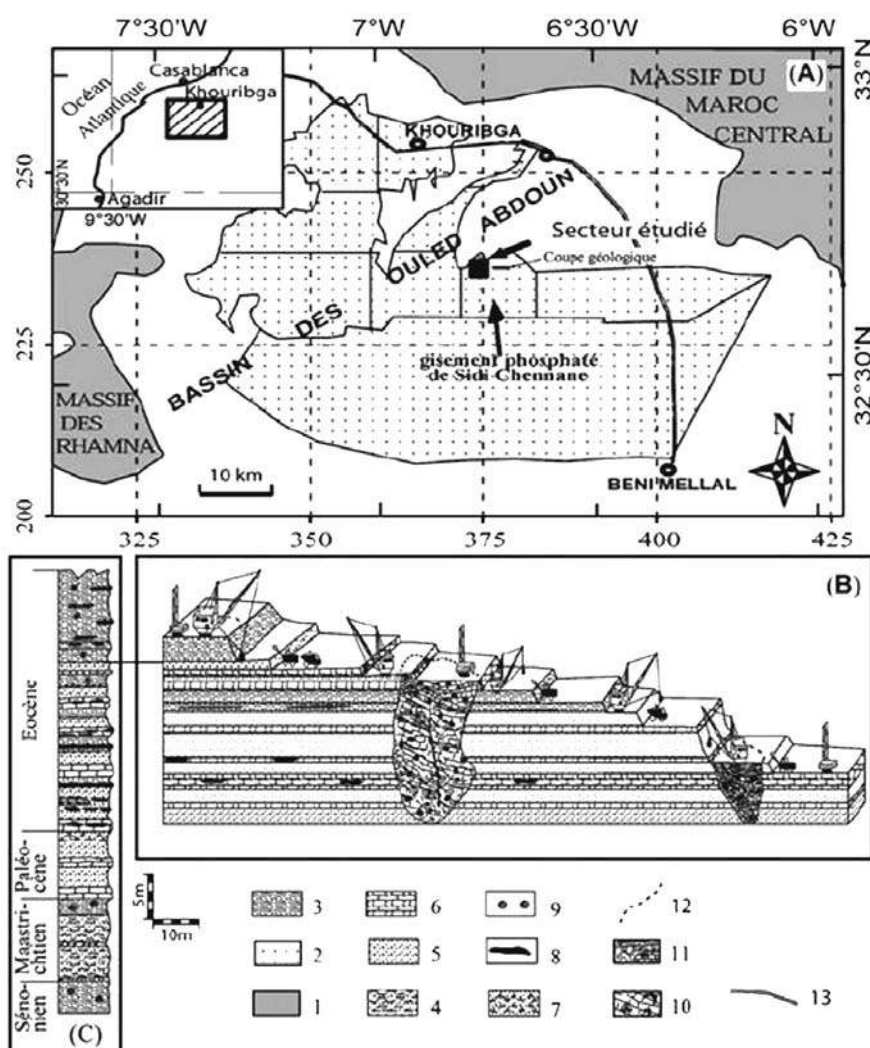 7°30'W
7°W
6°30'W
6°W
(A)
33°N
32°30'N
Océan
Atlantique
Casablanca
Khouribga
30°30'N
Agadir
9°30'W
MASSIF DU
MAROC
CENTRAL
KHOURIBGA
250
225
200
BASSIN DES OULED ABDOUN
Secteur étudié
Coupe géologique
gisement phosphaté
de Sidi Chennane
MASSIF
DES
RHAMNA
10 km
BENI MELLAL
N
325
350
375
400
425
(B)
Eocène
Paléo-
cène
Maastri-
chtien
Séno-
nien
(C)
5m
10m
3
6
9
12
2
5
8
11
1
4
7
10
13